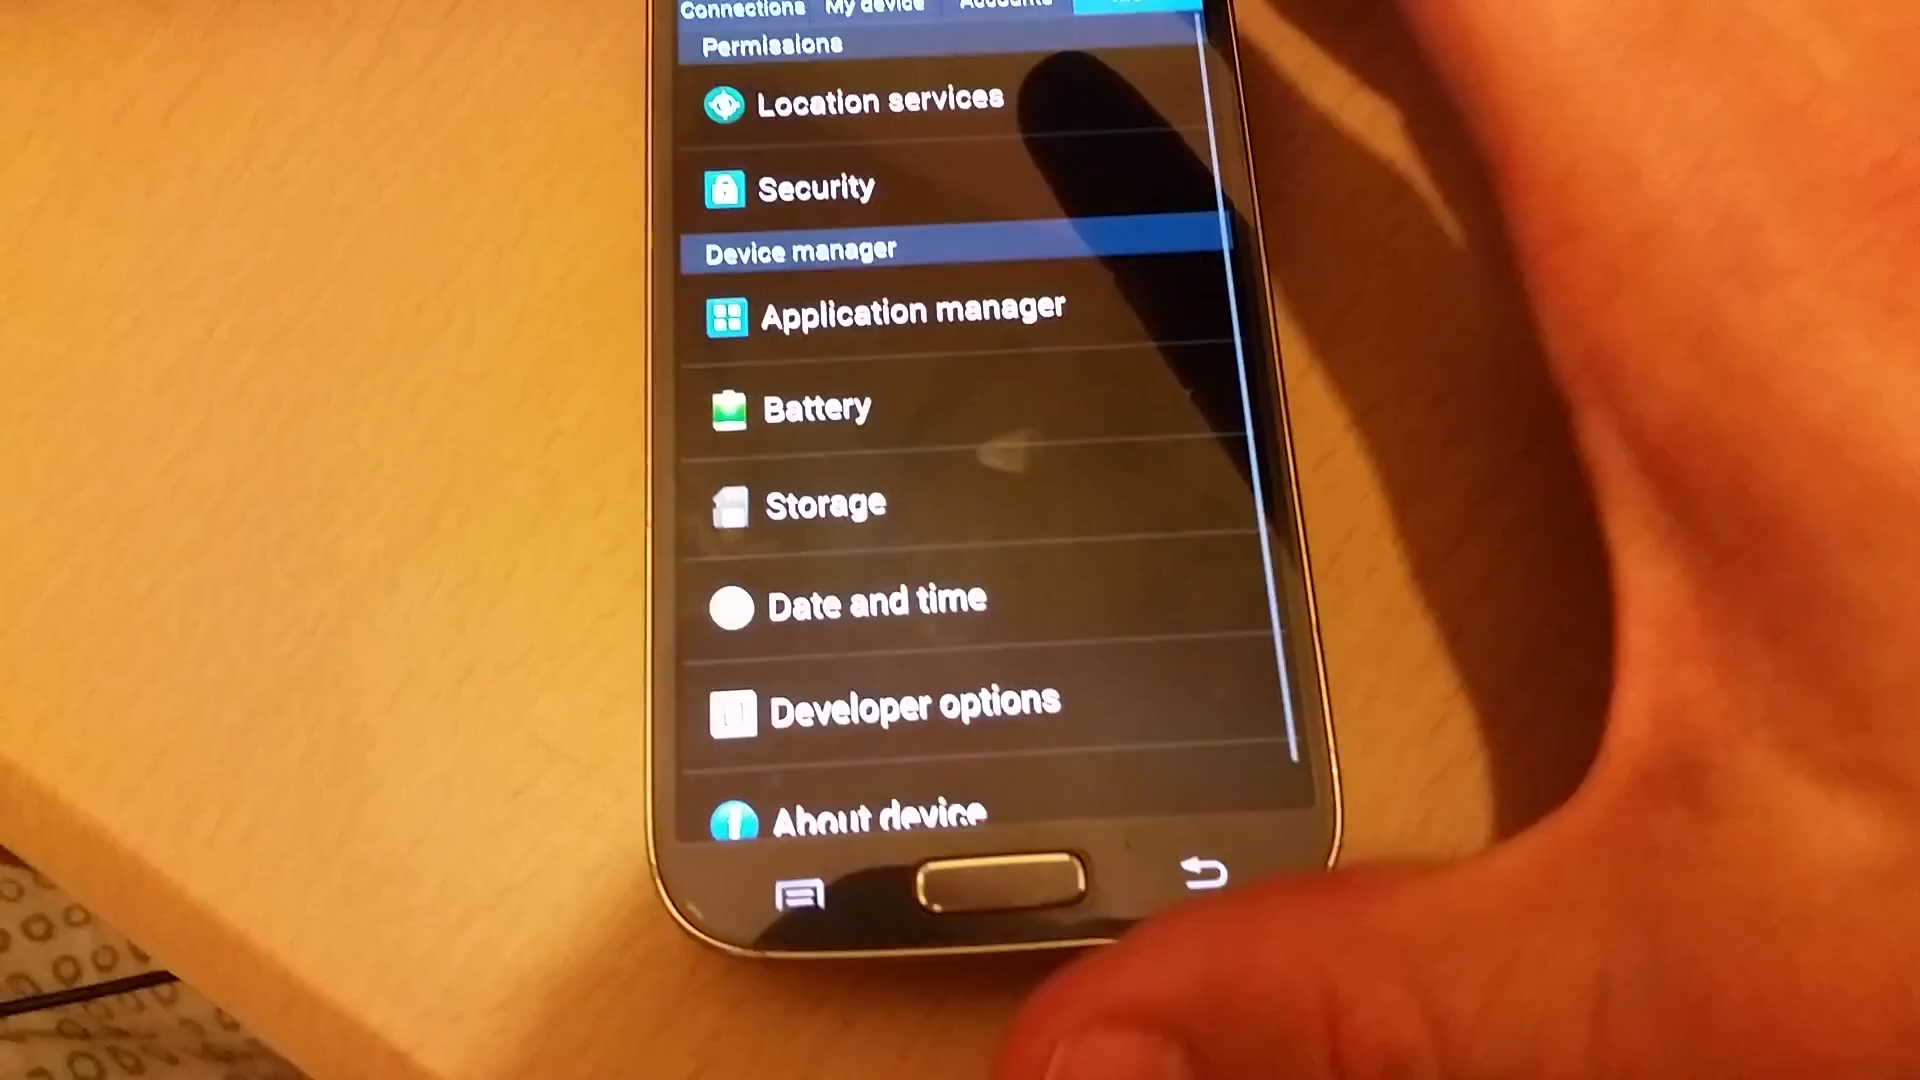 Connections My device Accounts
Permissions
Location services
Security
Device manager
Application manager
Battery
Storage
Date and time
Developer options
About device